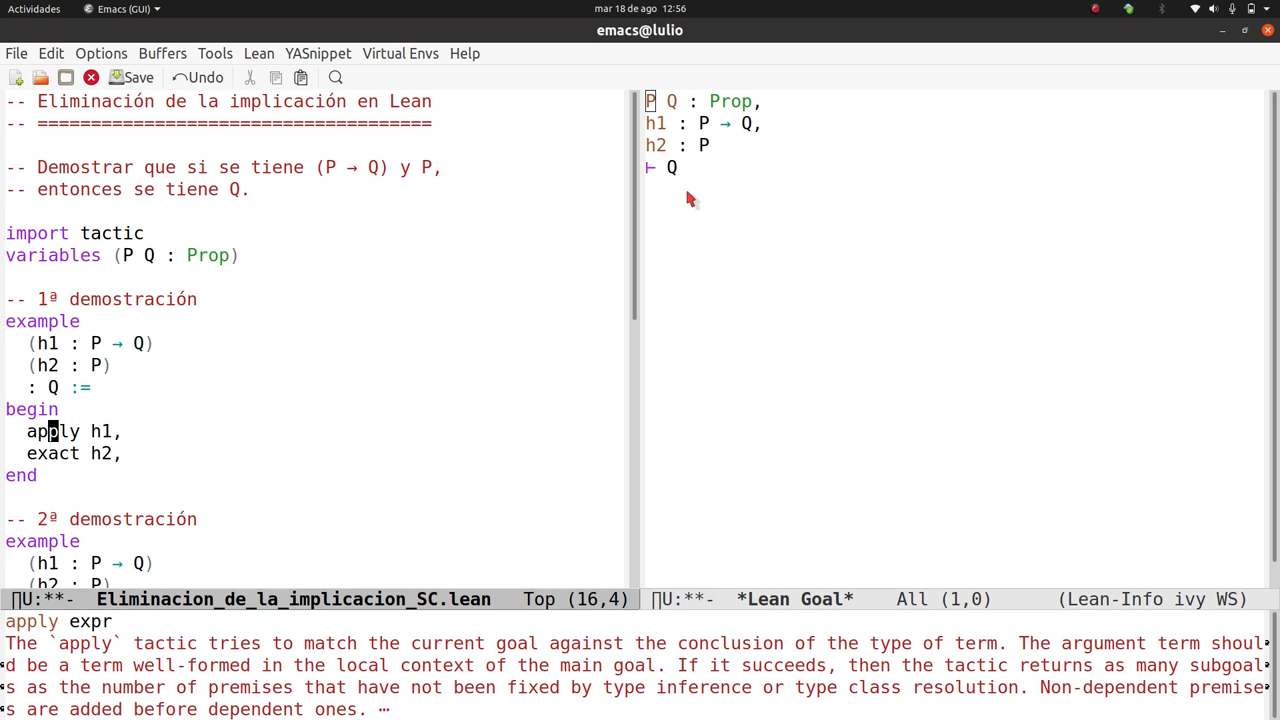 Actividades Emacs (GUI) mar 18 de ago 12:56
emacs@lulio
File Edit Options Buffers Tools Lean YASnippet Virtual Envs Help
Save Undo
-- Eliminación de la implicación en Lean
-- =====================================
-- Demostrar que si se tiene (P → Q) y P,
-- entonces se tiene Q.
import tactic
variables (P Q : Prop)
-- 1ª demostración
example
(h1 : P → Q)
(h2 : P)
: Q :=
begin
apply h1,
exact h2,
end
-- 2ª demostración
example
(h1 : P → Q)
(h2 : P)
P Q : Prop,
h1 : P → Q,
h2 : P
⊢ Q
∏U:**- Eliminacion_de_la_implicacion_SC.lean Top (16,4)
∏U:**- *Lean Goal* All (1,0) (Lean-Info ivy WS)
apply expr
The `apply` tactic tries to match the current goal against the conclusion of the type of term. The argument term shoul
d be a term well-formed in the local context of the main goal. If it succeeds, then the tactic returns as many subgoal
s as the number of premises that have not been fixed by type inference or type class resolution. Non-dependent premise
s are added before dependent ones. ⋯